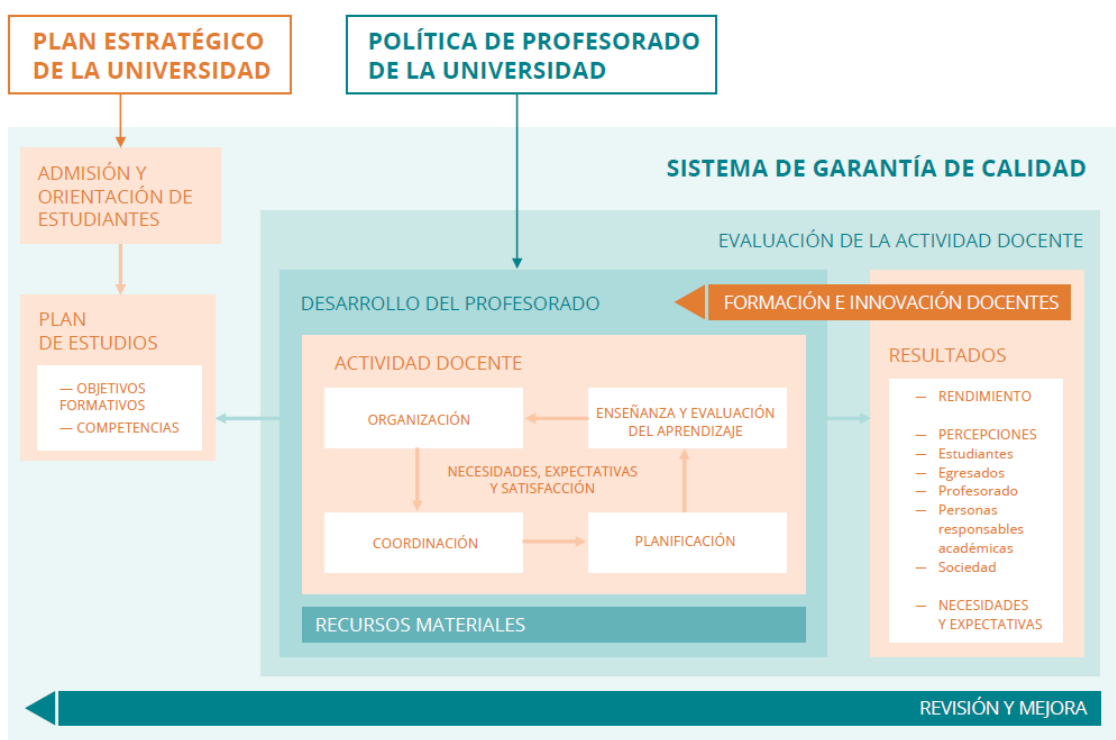 PLAN ESTRATÉGICO
DE LA UNIVERSIDAD
POLÍTICA DE PROFESORADO
DE LA UNIVERSIDAD
SISTEMA DE GARANTÍA DE CALIDAD
ADMISIÓN Y
ORIENTACIÓN DE
ESTUDIANTES
PLAN
DE ESTUDIOS
— OBJETIVOS
FORMATIVOS
— COMPETENCIAS
EVALUACIÓN DE LA ACTIVIDAD DOCENTE
DESARROLLO DEL PROFESORADO
FORMACIÓN E INNOVACIÓN DOCENTES
ACTIVIDAD DOCENTE
ORGANIZACIÓN
ENSEÑANZA Y EVALUACIÓN
DEL APRENDIZAJE
NECESIDADES, EXPECTATIVAS
Y SATISFACCIÓN
COORDINACIÓN
PLANIFICACIÓN
RECURSOS MATERIALES
RESULTADOS
— RENDIMIENTO
— PERCEPCIONES
— Estudiantes
— Egresados
— Profesorado
— Personas
responsables
académicas
— Sociedad
— NECESIDADES
Y EXPECTATIVAS
REVISIÓN Y MEJORA